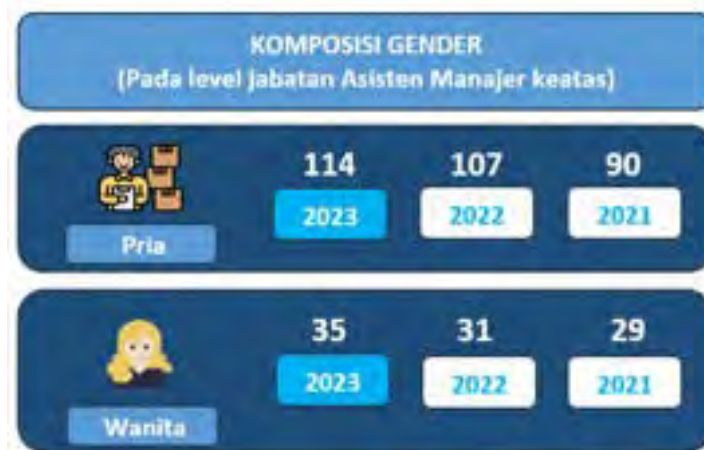 KOMPOSISI GENDER
(Pada level Jabatan Asisten Manajer keatas)
114 107 90
2023 2022 2021
Pria
35 31 29
2023 2022 2021
Wanita